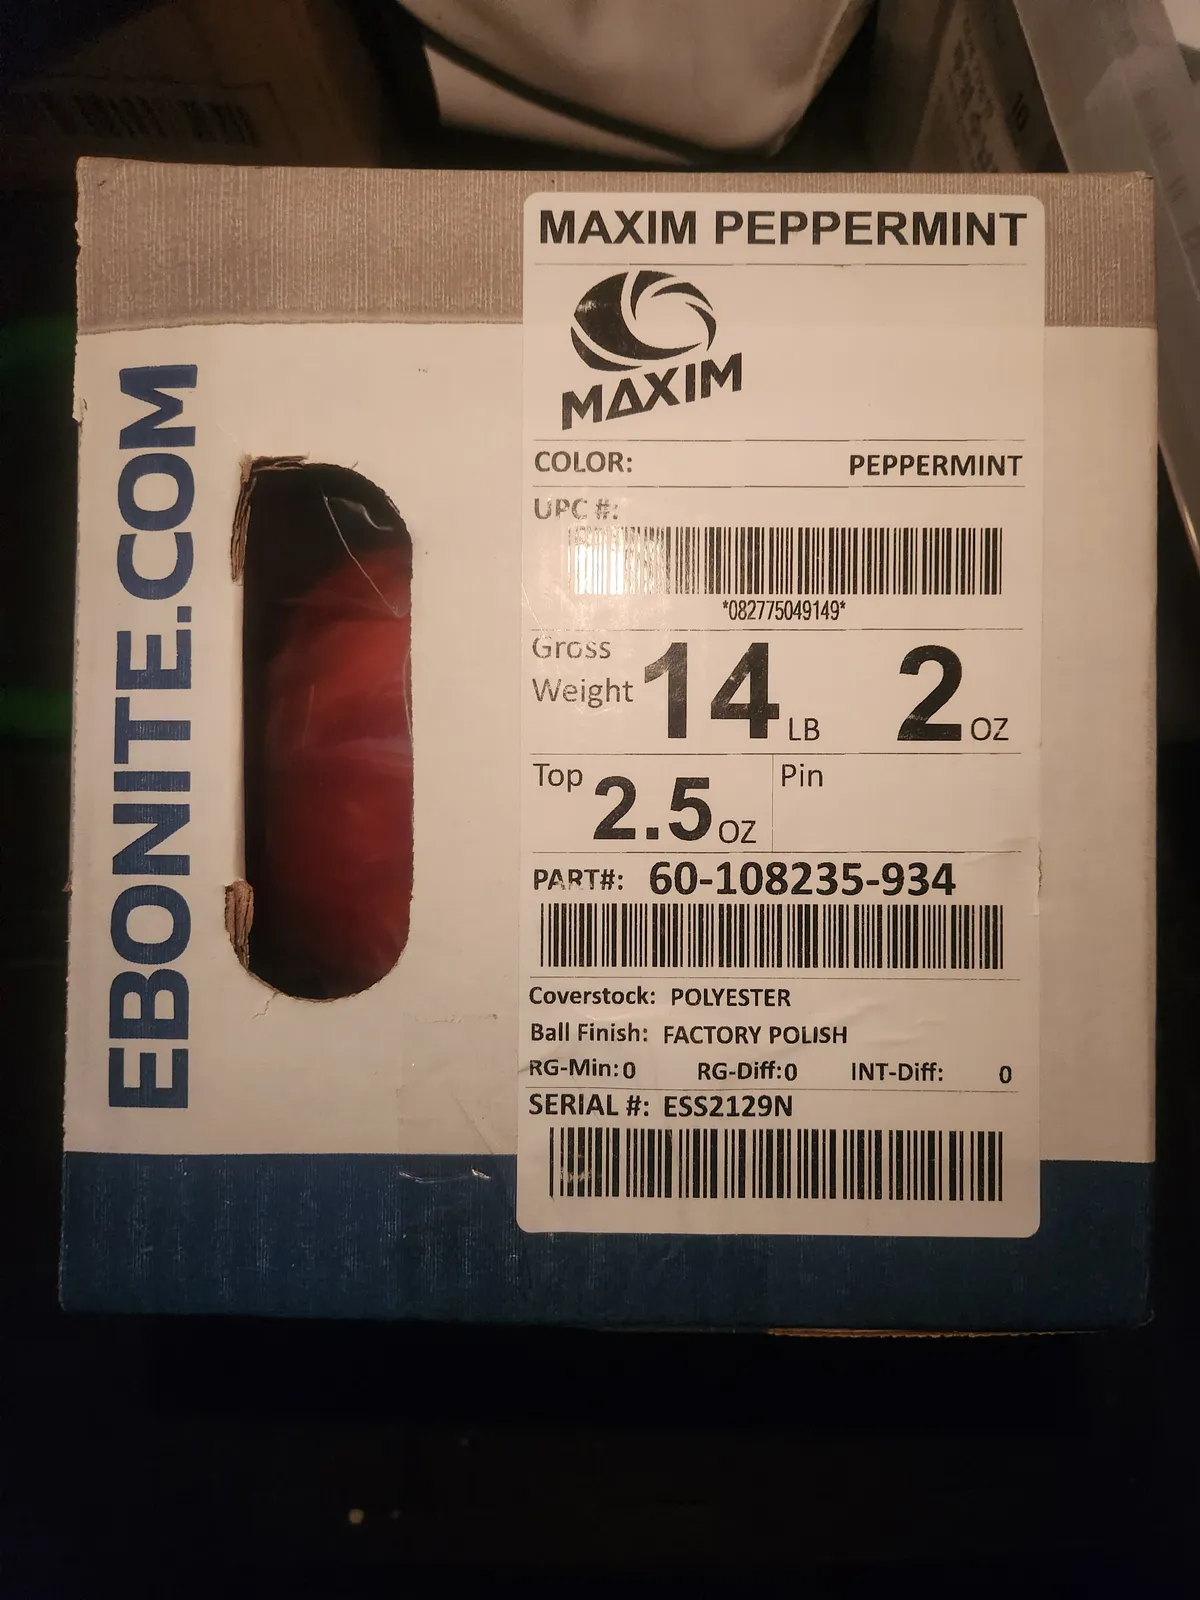 MAXIM PEPPERMINT
MAXIM
COLOR: PEPPERMINT
UPC #:
*082775049149*
Gross Weight 14 LB 2 OZ
Top 2.5 OZ Pin
PART#: 60-108235-934
Coverstock: POLYESTER
Ball Finish: FACTORY POLISH
RG-Min: 0 RG-Diff: 0 INT-Diff: 0
SERIAL #: ESS2129N
EBONITE.COM